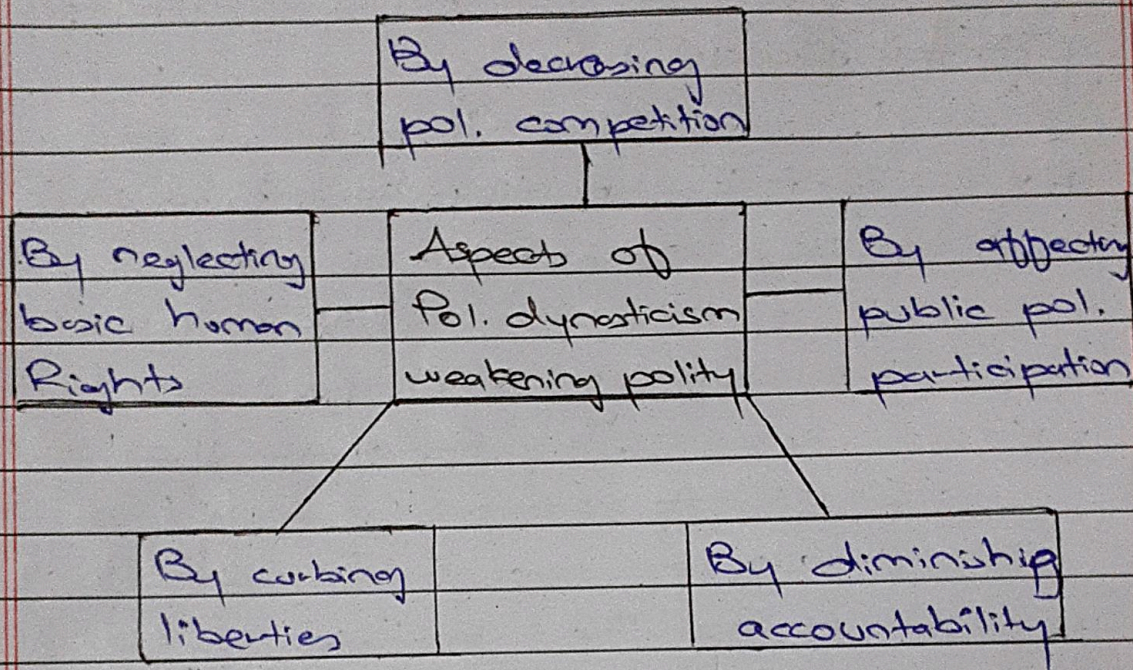 By decreasing
pol. competition
By neglecting
basic human
Rights
Aspects of
Pol. dynasticism
weakening polity
By affecting
public pol.
participation
By curbing
liberties
By diminishig
accountability